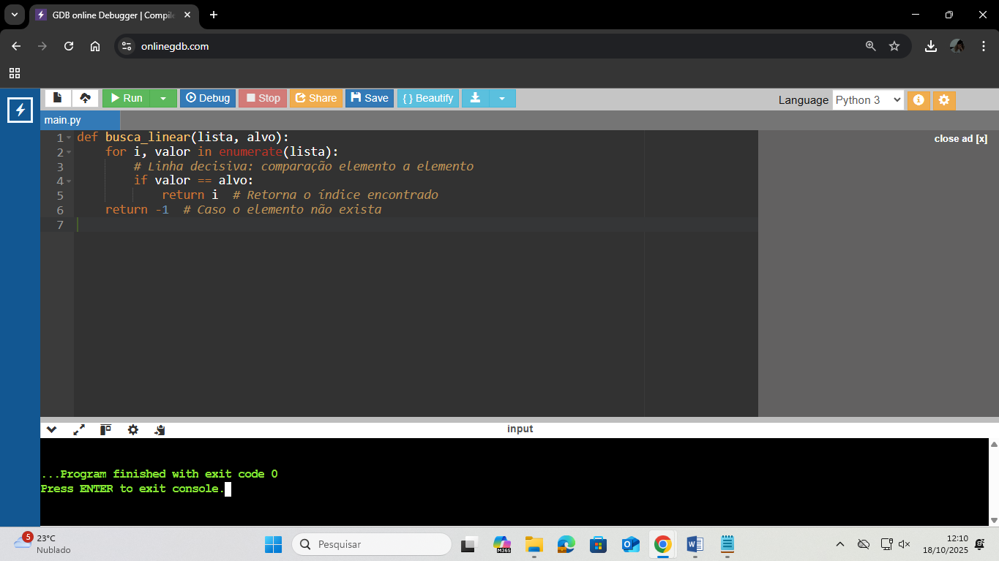 GDB online Debugger | Compile
onlinegdb.com
Run
Debug
Stop
Share
Save
{ } Beautify
Language
Python 3
main.py
close ad [x]
1 def busca_linear(lista, alvo):
2 for i, valor in enumerate(lista):
3 # Linha decisiva: comparação elemento a elemento
4 if valor == alvo:
5 return i # Retorna o índice encontrado
6 return -1 # Caso o elemento não exista
7
input
...Program finished with exit code 0
Press ENTER to exit console.
5
23°C
Nublado
Pesquisar
M365
12:10
18/10/2025